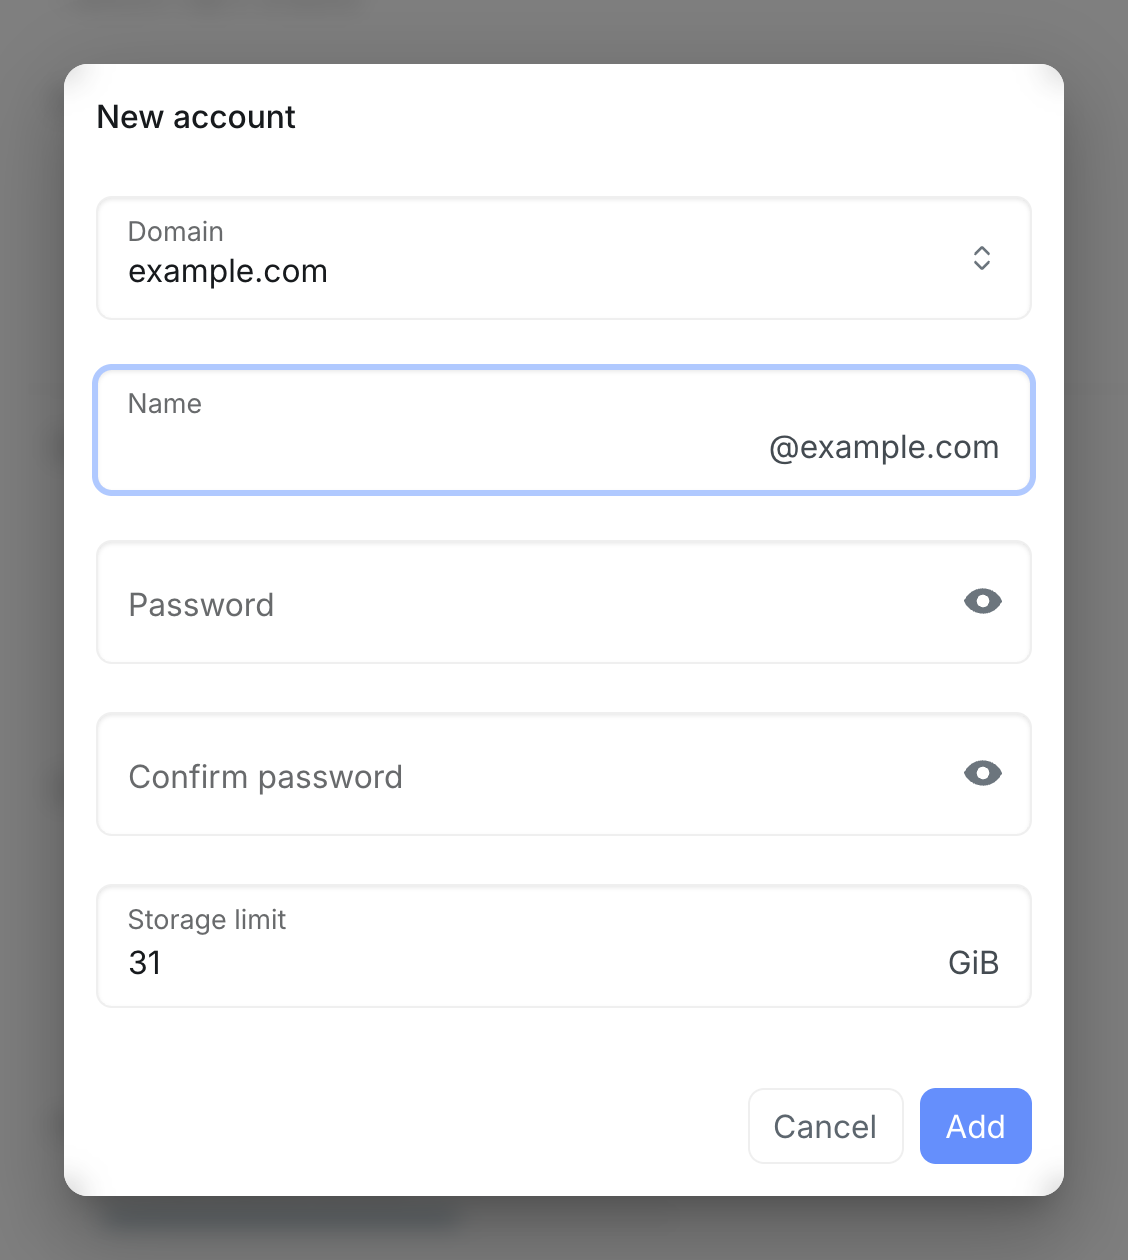 New account
Domain
example.com
Name
@example.com
Password
Confirm password
Storage limit
31 GiB
Cancel Add